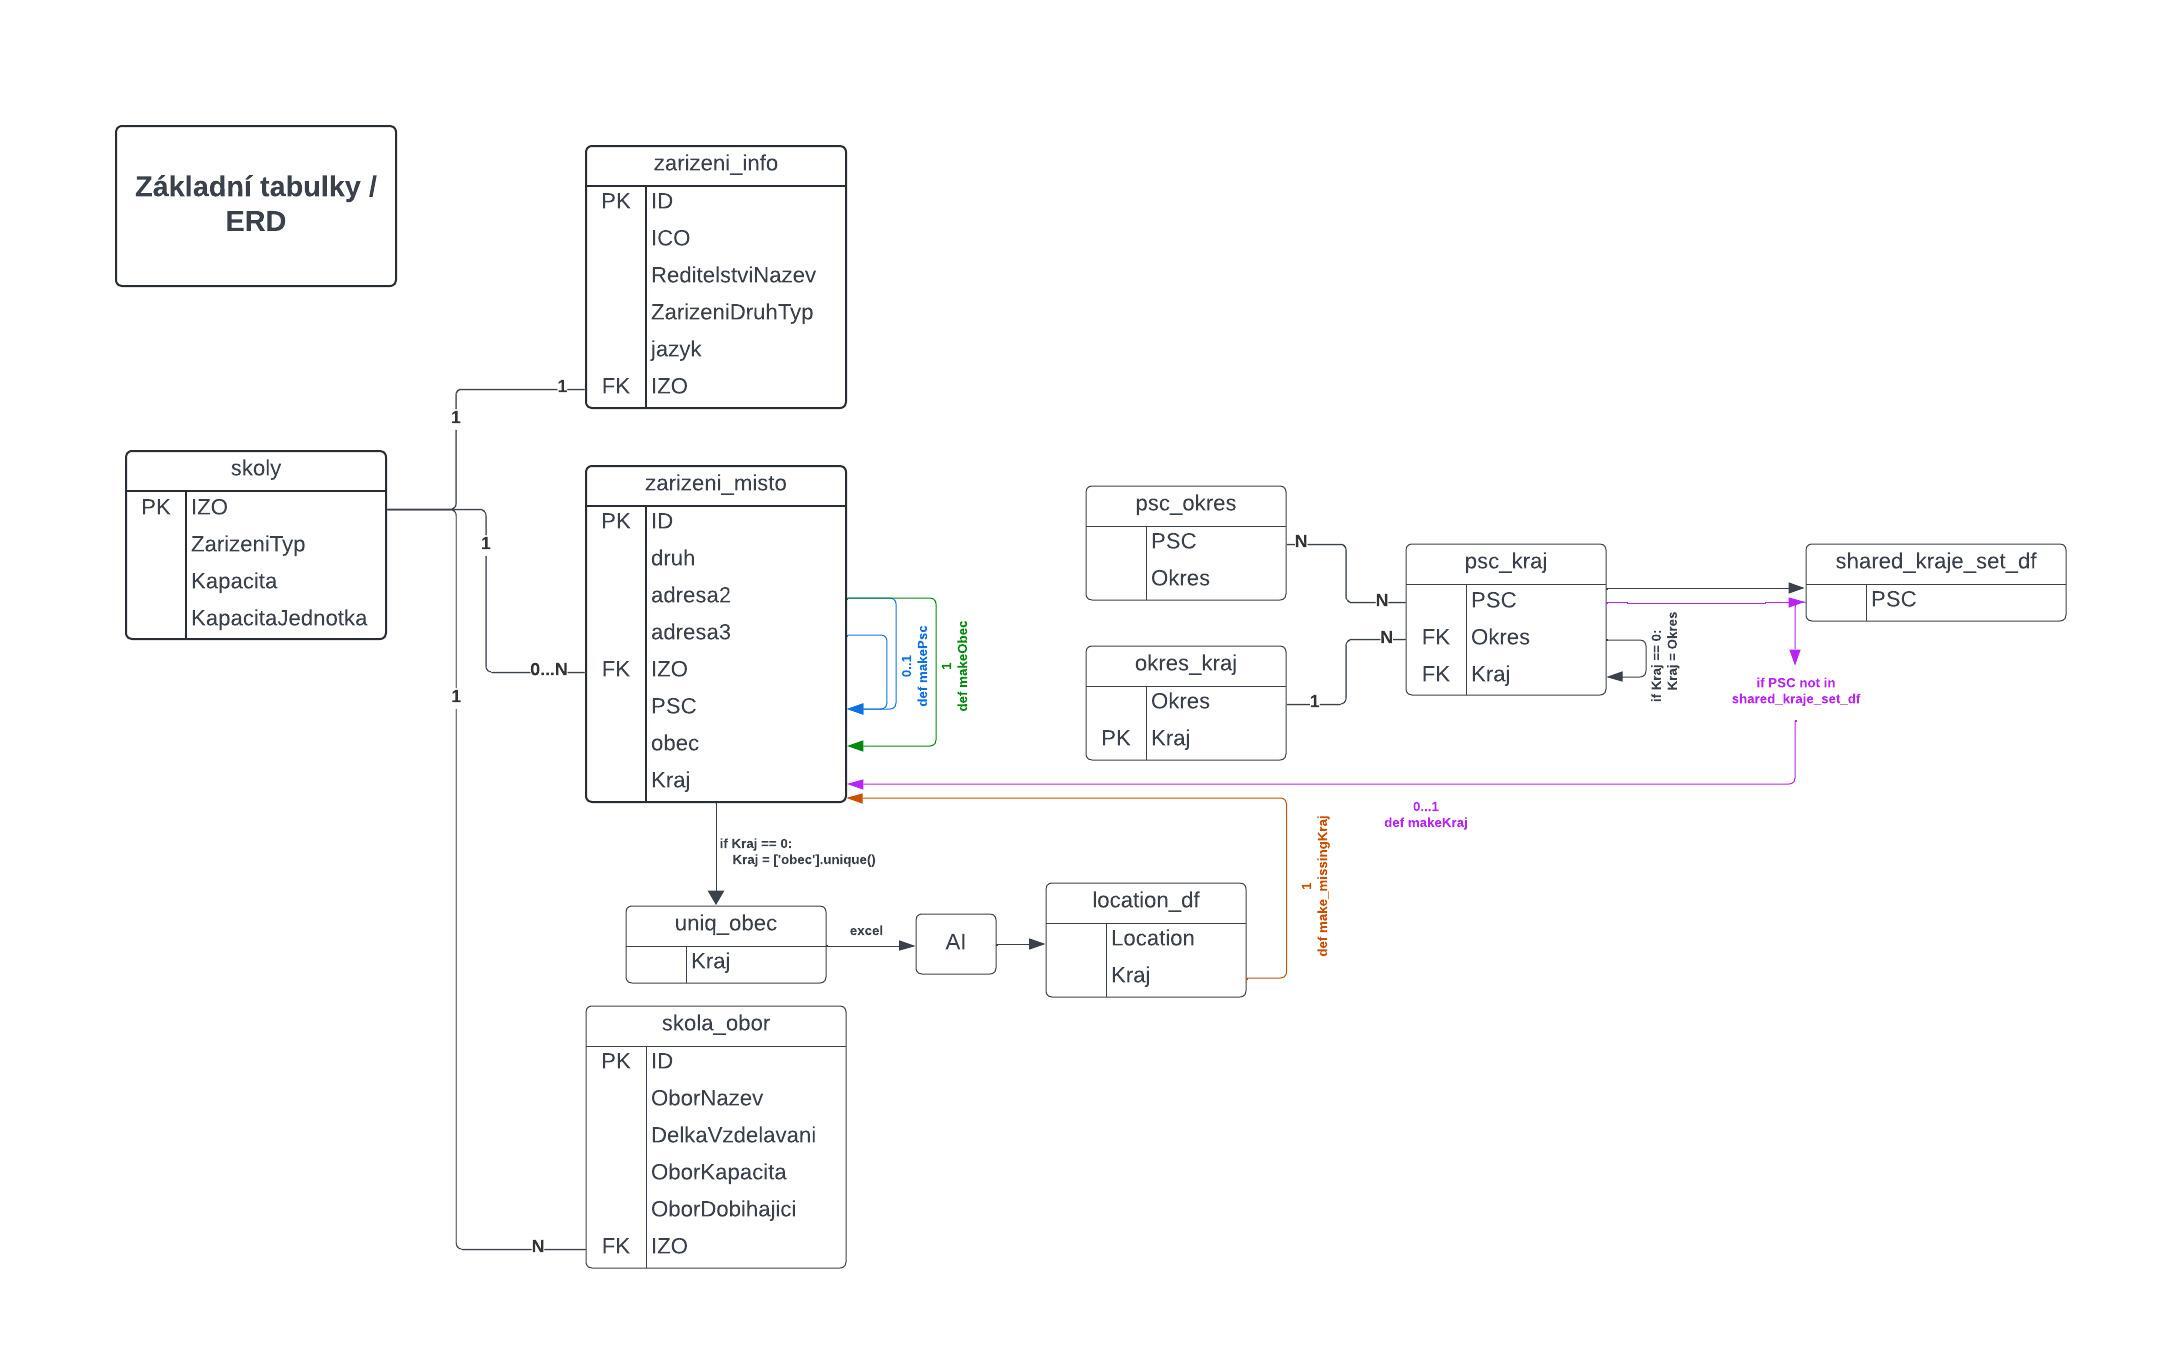 Základní tabulky /
ERD
zarizeni_info
PK ID
ICO
ReditelstviNazev
ZarizeniDruhTyp
jazyk
FK IZO
1
1
skoly
PK IZO
ZarizeniTyp
Kapacita
KapacitaJednotka
1
0...N
1
N
zarizeni_misto
PK ID
druh
adresa2
adresa3
FK IZO
PSC
obec
Kraj
0..1
def makePsc
1
def makeObec
psc_okres
PSC
Okres
N
N
okres_kraj
Okres
PK Kraj
1
N
psc_kraj
PSC
FK Okres
FK Kraj
if Kraj == 0:
Kraj = Okres
shared_kraje_set_df
PSC
if PSC not in
shared_kraje_set_df
0...1
def makeKraj
if Kraj == 0:
Kraj = ['obec'].unique()
uniq_obec
Kraj
excel
AI
location_df
Location
Kraj
1
def make_missingKraj
skola_obor
PK ID
OborNazev
DelkaVzdelavani
OborKapacita
OborDobihajici
FK IZO